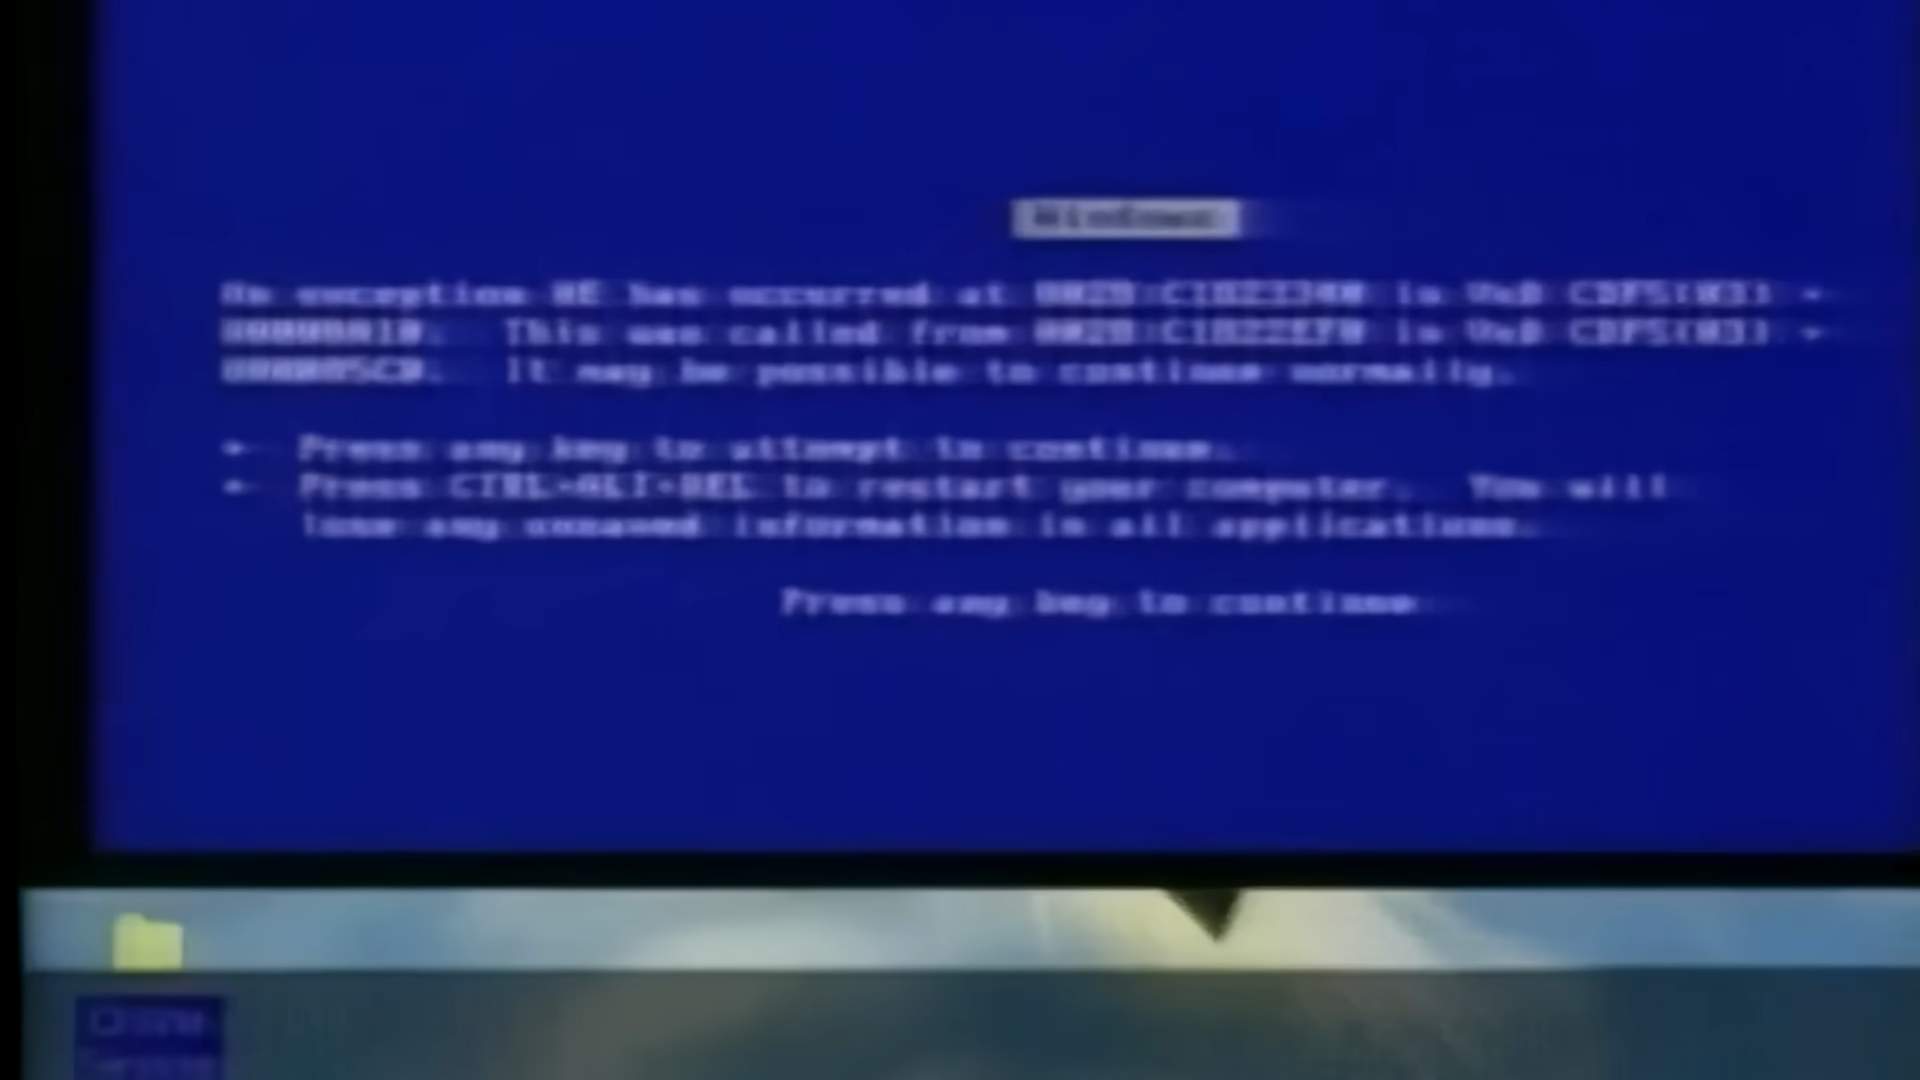 Windows
An exception 0E has occurred at in VxD CDFS(03) +
This was called from in VxD CDFS(03) +
It may be possible to continue normally.
* Press any key to attempt to continue.
* Press CTRL+ALT+DEL to restart your computer. You will
lose any unsaved information in all applications.
Press any key to continue
Online
Services